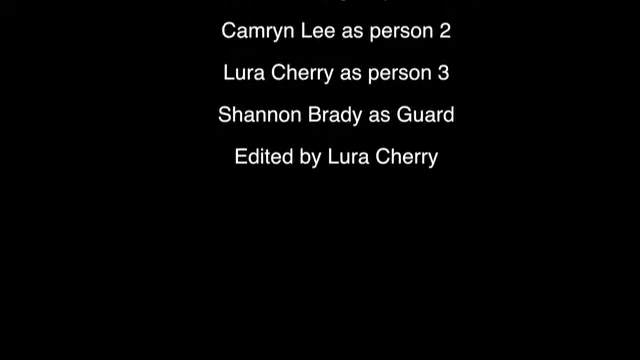 Camryn Lee as person 2
Lura Cherry as person 3
Shannon Brady as Guard
Edited by Lura Cherry